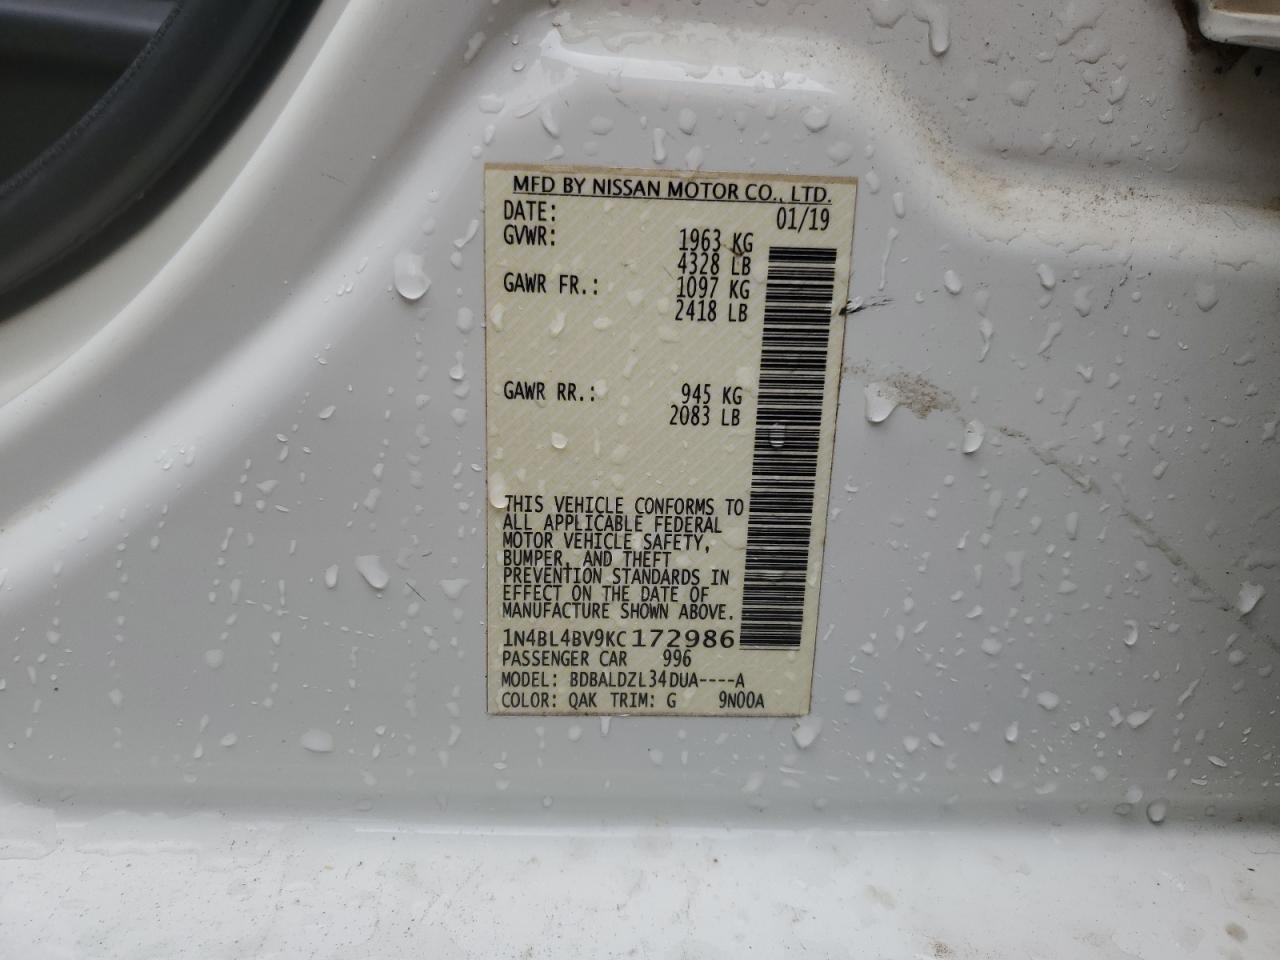 MFD BY NISSAN MOTOR CO., LTD.
DATE: 01/19
GVWR: 1963 KG
4328 LB
GAWR FR.: 1097 KG
2418 LB
GAWR RR.: 945 KG
2083 LB
THIS VEHICLE CONFORMS TO
ALL APPLICABLE FEDERAL
MOTOR VEHICLE SAFETY,
BUMPER, AND THEFT
PREVENTION STANDARDS IN
EFFECT ON THE DATE OF
MANUFACTURE SHOWN ABOVE.
1N4BL4BV9KC172986
PASSENGER CAR 996
MODEL: BDBALDZL34DUA----A
COLOR: QAK TRIM: G 9N00A